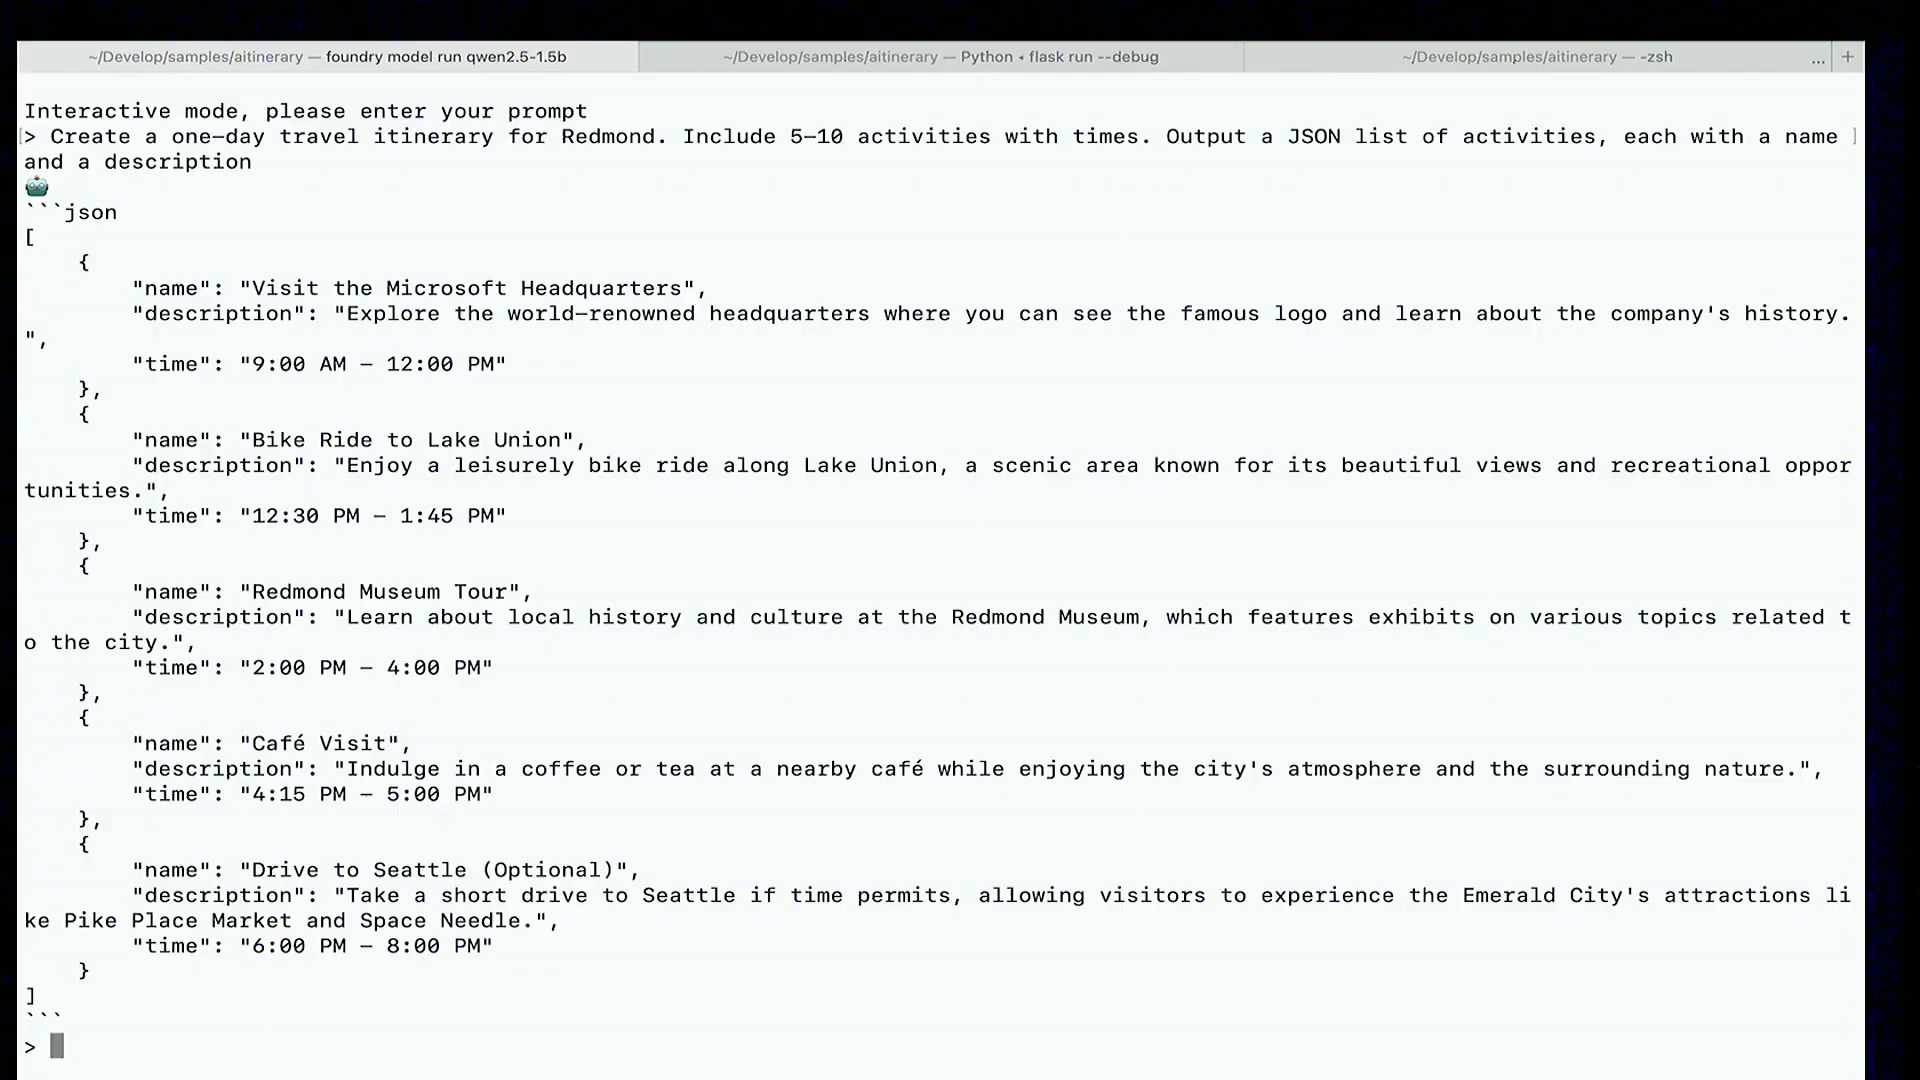 ~/Develop/samples/aitinerary — foundry model run qwen2.5-1.5b
~/Develop/samples/aitinerary — Python • flask run --debug
~/Develop/samples/aitinerary — -zsh
... +
Interactive mode, please enter your prompt
> Create a one-day travel itinerary for Redmond. Include 5-10 activities with times. Output a JSON list of activities, each with a name
and a description
```json
[
{
"name": "Visit the Microsoft Headquarters",
"description": "Explore the world-renowned headquarters where you can see the famous logo and learn about the company's history.
",
"time": "9:00 AM – 12:00 PM"
},
{
"name": "Bike Ride to Lake Union",
"description": "Enjoy a leisurely bike ride along Lake Union, a scenic area known for its beautiful views and recreational oppor
tunities.",
"time": "12:30 PM – 1:45 PM"
},
{
"name": "Redmond Museum Tour",
"description": "Learn about local history and culture at the Redmond Museum, which features exhibits on various topics related t
o the city.",
"time": "2:00 PM – 4:00 PM"
},
{
"name": "Café Visit",
"description": "Indulge in a coffee or tea at a nearby café while enjoying the city's atmosphere and the surrounding nature.",
"time": "4:15 PM – 5:00 PM"
},
{
"name": "Drive to Seattle (Optional)",
"description": "Take a short drive to Seattle if time permits, allowing visitors to experience the Emerald City's attractions li
ke Pike Place Market and Space Needle.",
"time": "6:00 PM – 8:00 PM"
}
]
```
>